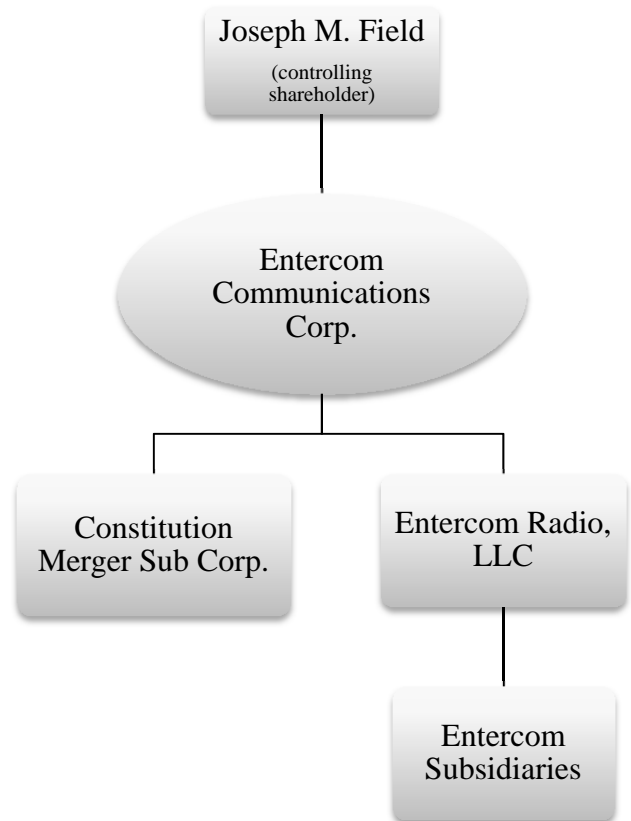 Joseph M. Field
(controlling
shareholder)
Entercom
Communications
Corp.
Constitution
Merger Sub Corp.
Entercom Radio,
LLC
Entercom
Subsidiaries